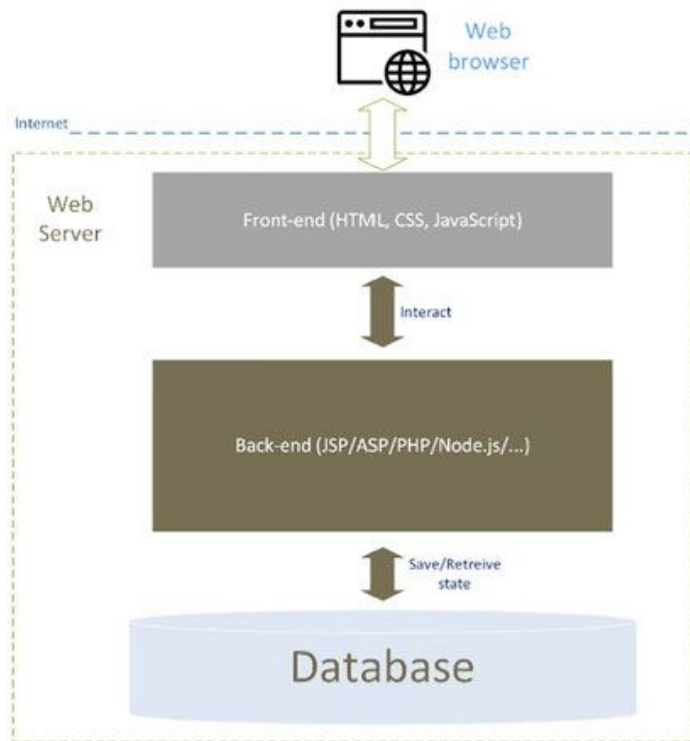 Web
browser
Internet
Web
Server
Front-end (HTML, CSS, JavaScript)
Interact
Back-end (JSP/ASP/PHP/Node.js/...)
Save/Retreive
state
Database